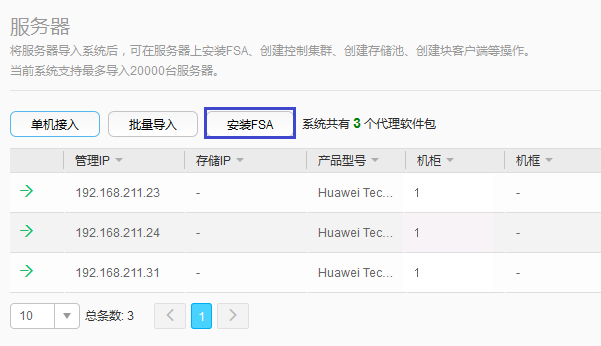 服务器
将服务器导入系统后，可在服务器上安装FSA、创建控制集群、创建存储池、创建块客户端等操作。
当前系统支持最多导入20000台服务器。
单机接入 批量导入 安装FSA 系统共有 3 个代理软件包
管理IP 存储IP 产品型号 机柜 机框
192.168.211.23 - Huawei Tec... 1 -
192.168.211.24 - Huawei Tec... 1 -
192.168.211.31 - Huawei Tec... 1 -
10 总条数: 3 1